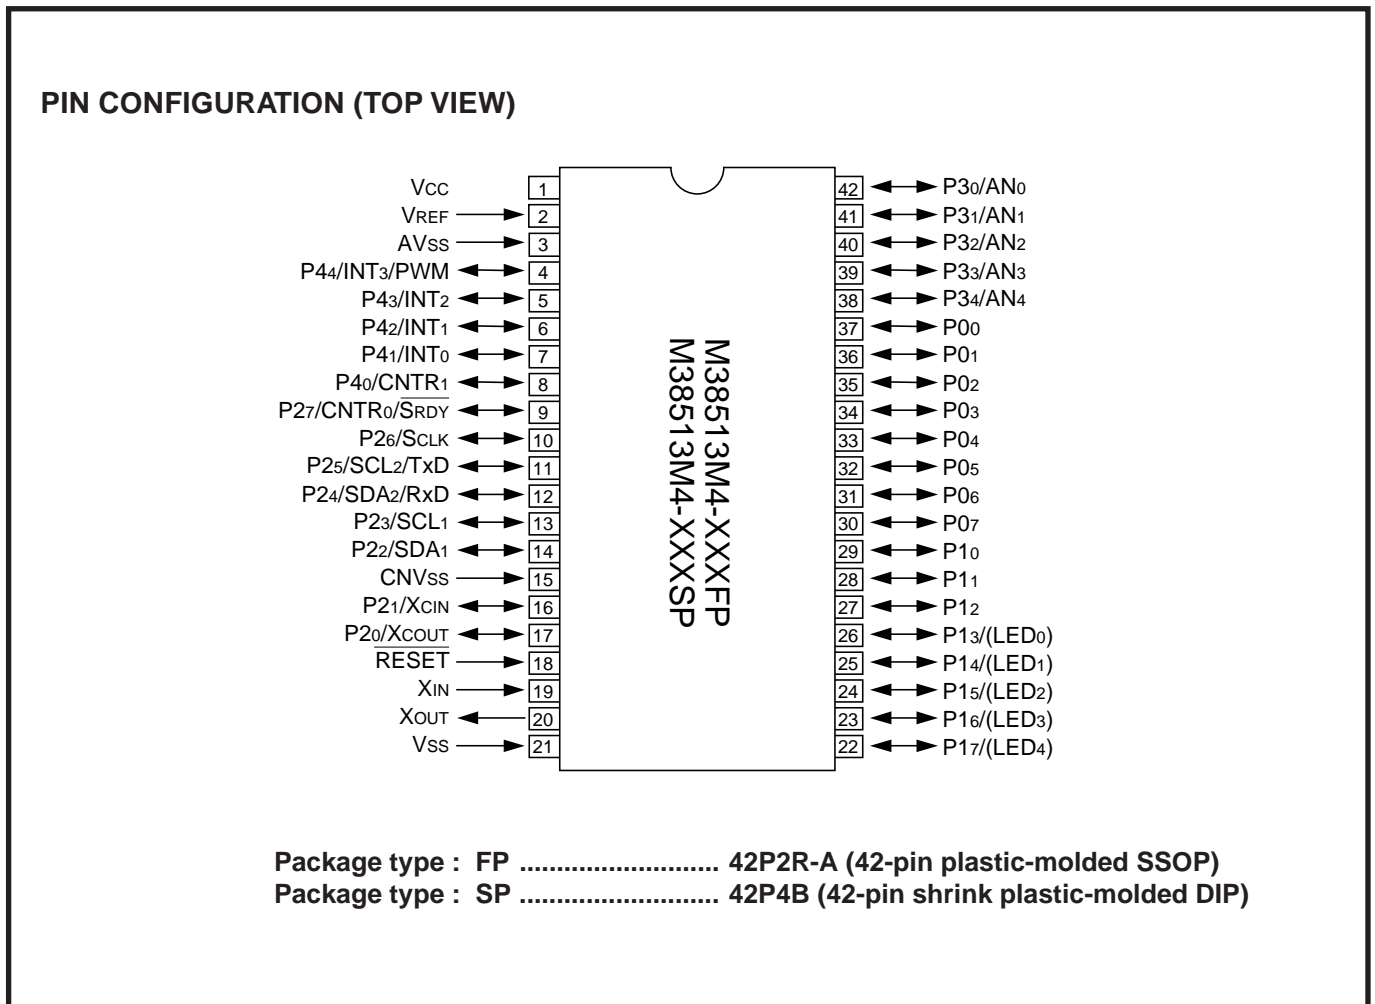 PIN CONFIGURATION (TOP VIEW)
VCC 1
VREF 2
AVSS 3
P44/INT3/PWM 4
P43/INT2 5
P42/INT1 6
P41/INT0 7
P40/CNTR1 8
P27/CNTR0/SRDY 9
P26/SCLK 10
P25/SCL2/TxD 11
P24/SDA2/RxD 12
P23/SCL1 13
P22/SDA1 14
CNVSS 15
P21/XCIN 16
P20/XCOUT 17
RESET 18
XIN 19
XOUT 20
VSS 21
M38513M4-XXXFP
M38513M4-XXXSP
42 P30/AN0
41 P31/AN1
40 P32/AN2
39 P33/AN3
38 P34/AN4
37 P00
36 P01
35 P02
34 P03
33 P04
32 P05
31 P06
30 P07
29 P10
28 P11
27 P12
26 P13/(LED0)
25 P14/(LED1)
24 P15/(LED2)
23 P16/(LED3)
22 P17/(LED4)
Package type : FP ........................... 42P2R-A (42-pin plastic-molded SSOP)
Package type : SP ........................... 42P4B (42-pin shrink plastic-molded DIP)